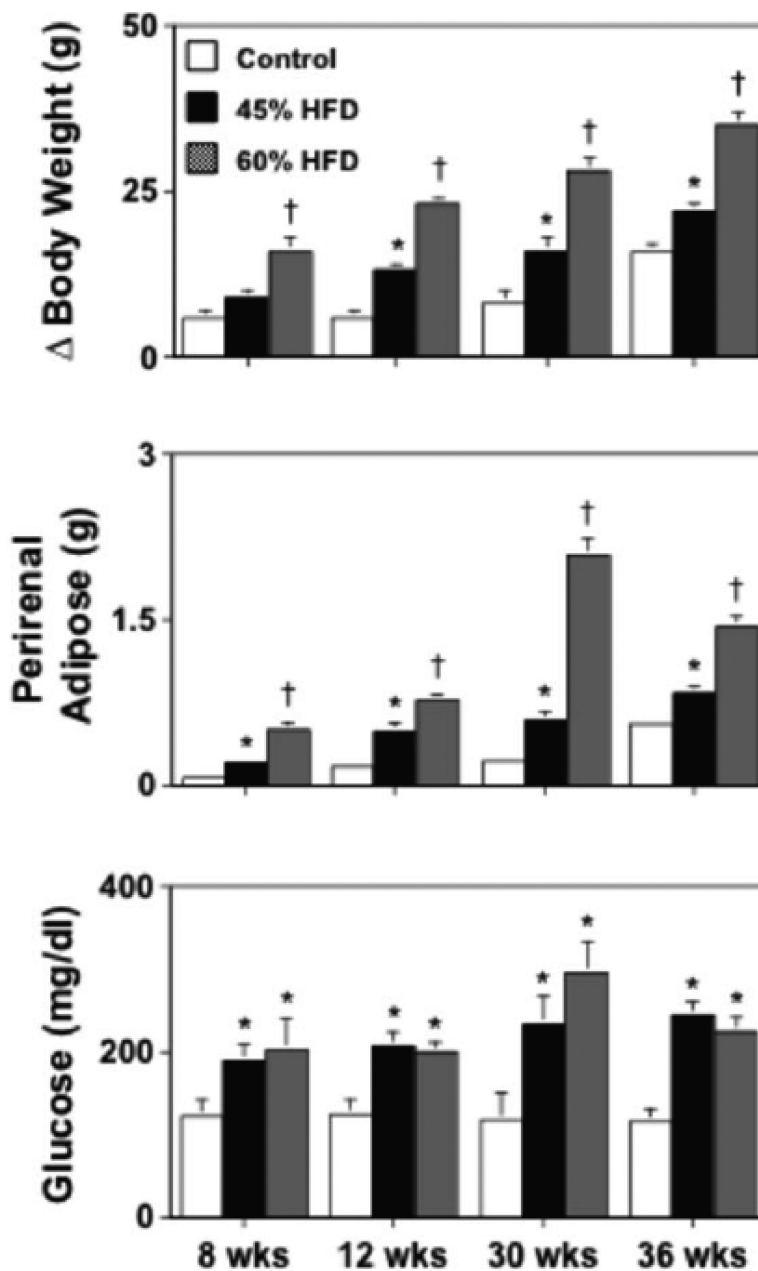 Δ Body Weight (g)
50
25
0
Control
45% HFD
60% HFD
†
*
†
*
†
*
†
Perirenal
Adipose (g)
3
1.5
0
*
†
*
†
*
†
*
†
Glucose (mg/dl)
400
200
0
*
*
*
*
*
*
*
*
8 wks
12 wks
30 wks
36 wks